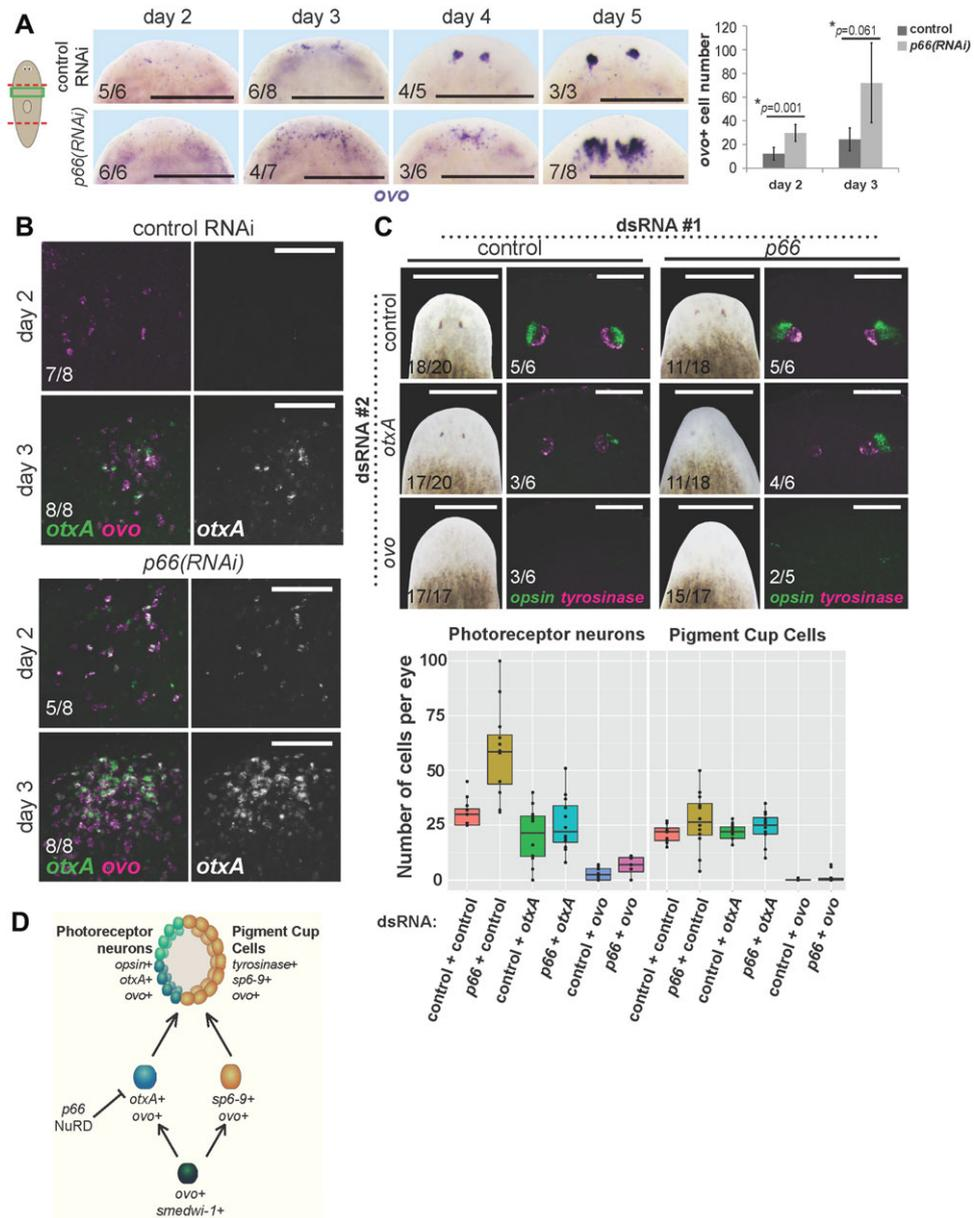 A
day 2 day 3 day 4 day 5
control RNAi
5/6 6/8 4/5 3/3
p66(RNAi)
6/6 4/7 3/6 7/8
ovo
ovo+ cell number
120
100
80
60
40
20
0
*p=0.001
*p=0.061
control
p66(RNAi)
day 2 day 3
B
control RNAi
day 2
7/8
day 3
8/8
otxA ovo otxA
p66(RNAi)
day 2
5/8
day 3
8/8
otxA ovo otxA
C
dsRNA #1
control p66
dsRNA #2
control
18/20 5/6 11/18 5/6
otxA
17/20 3/6 11/18 4/6
ovo
17/17 3/6 15/17 2/5
opsin tyrosinase opsin tyrosinase
Photoreceptor neurons Pigment Cup Cells
Number of cells per eye
100
75
50
25
0
dsRNA:
control + control
p66 + control
control + otxA
p66 + otxA
control + ovo
p66 + ovo
control + control
p66 + control
control + otxA
p66 + otxA
control + ovo
p66 + ovo
D
Photoreceptor neurons
opsin+
otxA+
ovo+
Pigment Cup Cells
tyrosinase+
sp6-9+
ovo+
p66
NuRD
otxA+
ovo+
sp6-9+
ovo+
ovo+
smedwi-1+